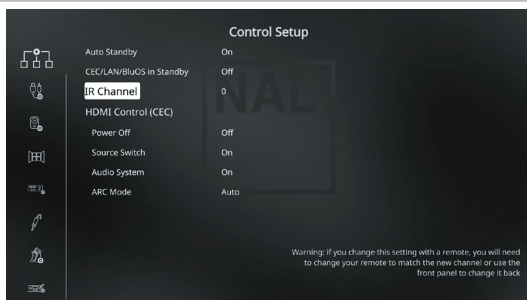 Control Setup
Auto Standby On
CEC/LAN/BluOS in Standby Off
IR Channel 0
HDMI Control (CEC)
Power Off Off
Source Switch On
Audio System On
ARC Mode Auto
NAD
Warning: if you change this setting with a remote, you will need
to change your remote to match the new channel or use the
front panel to change it back